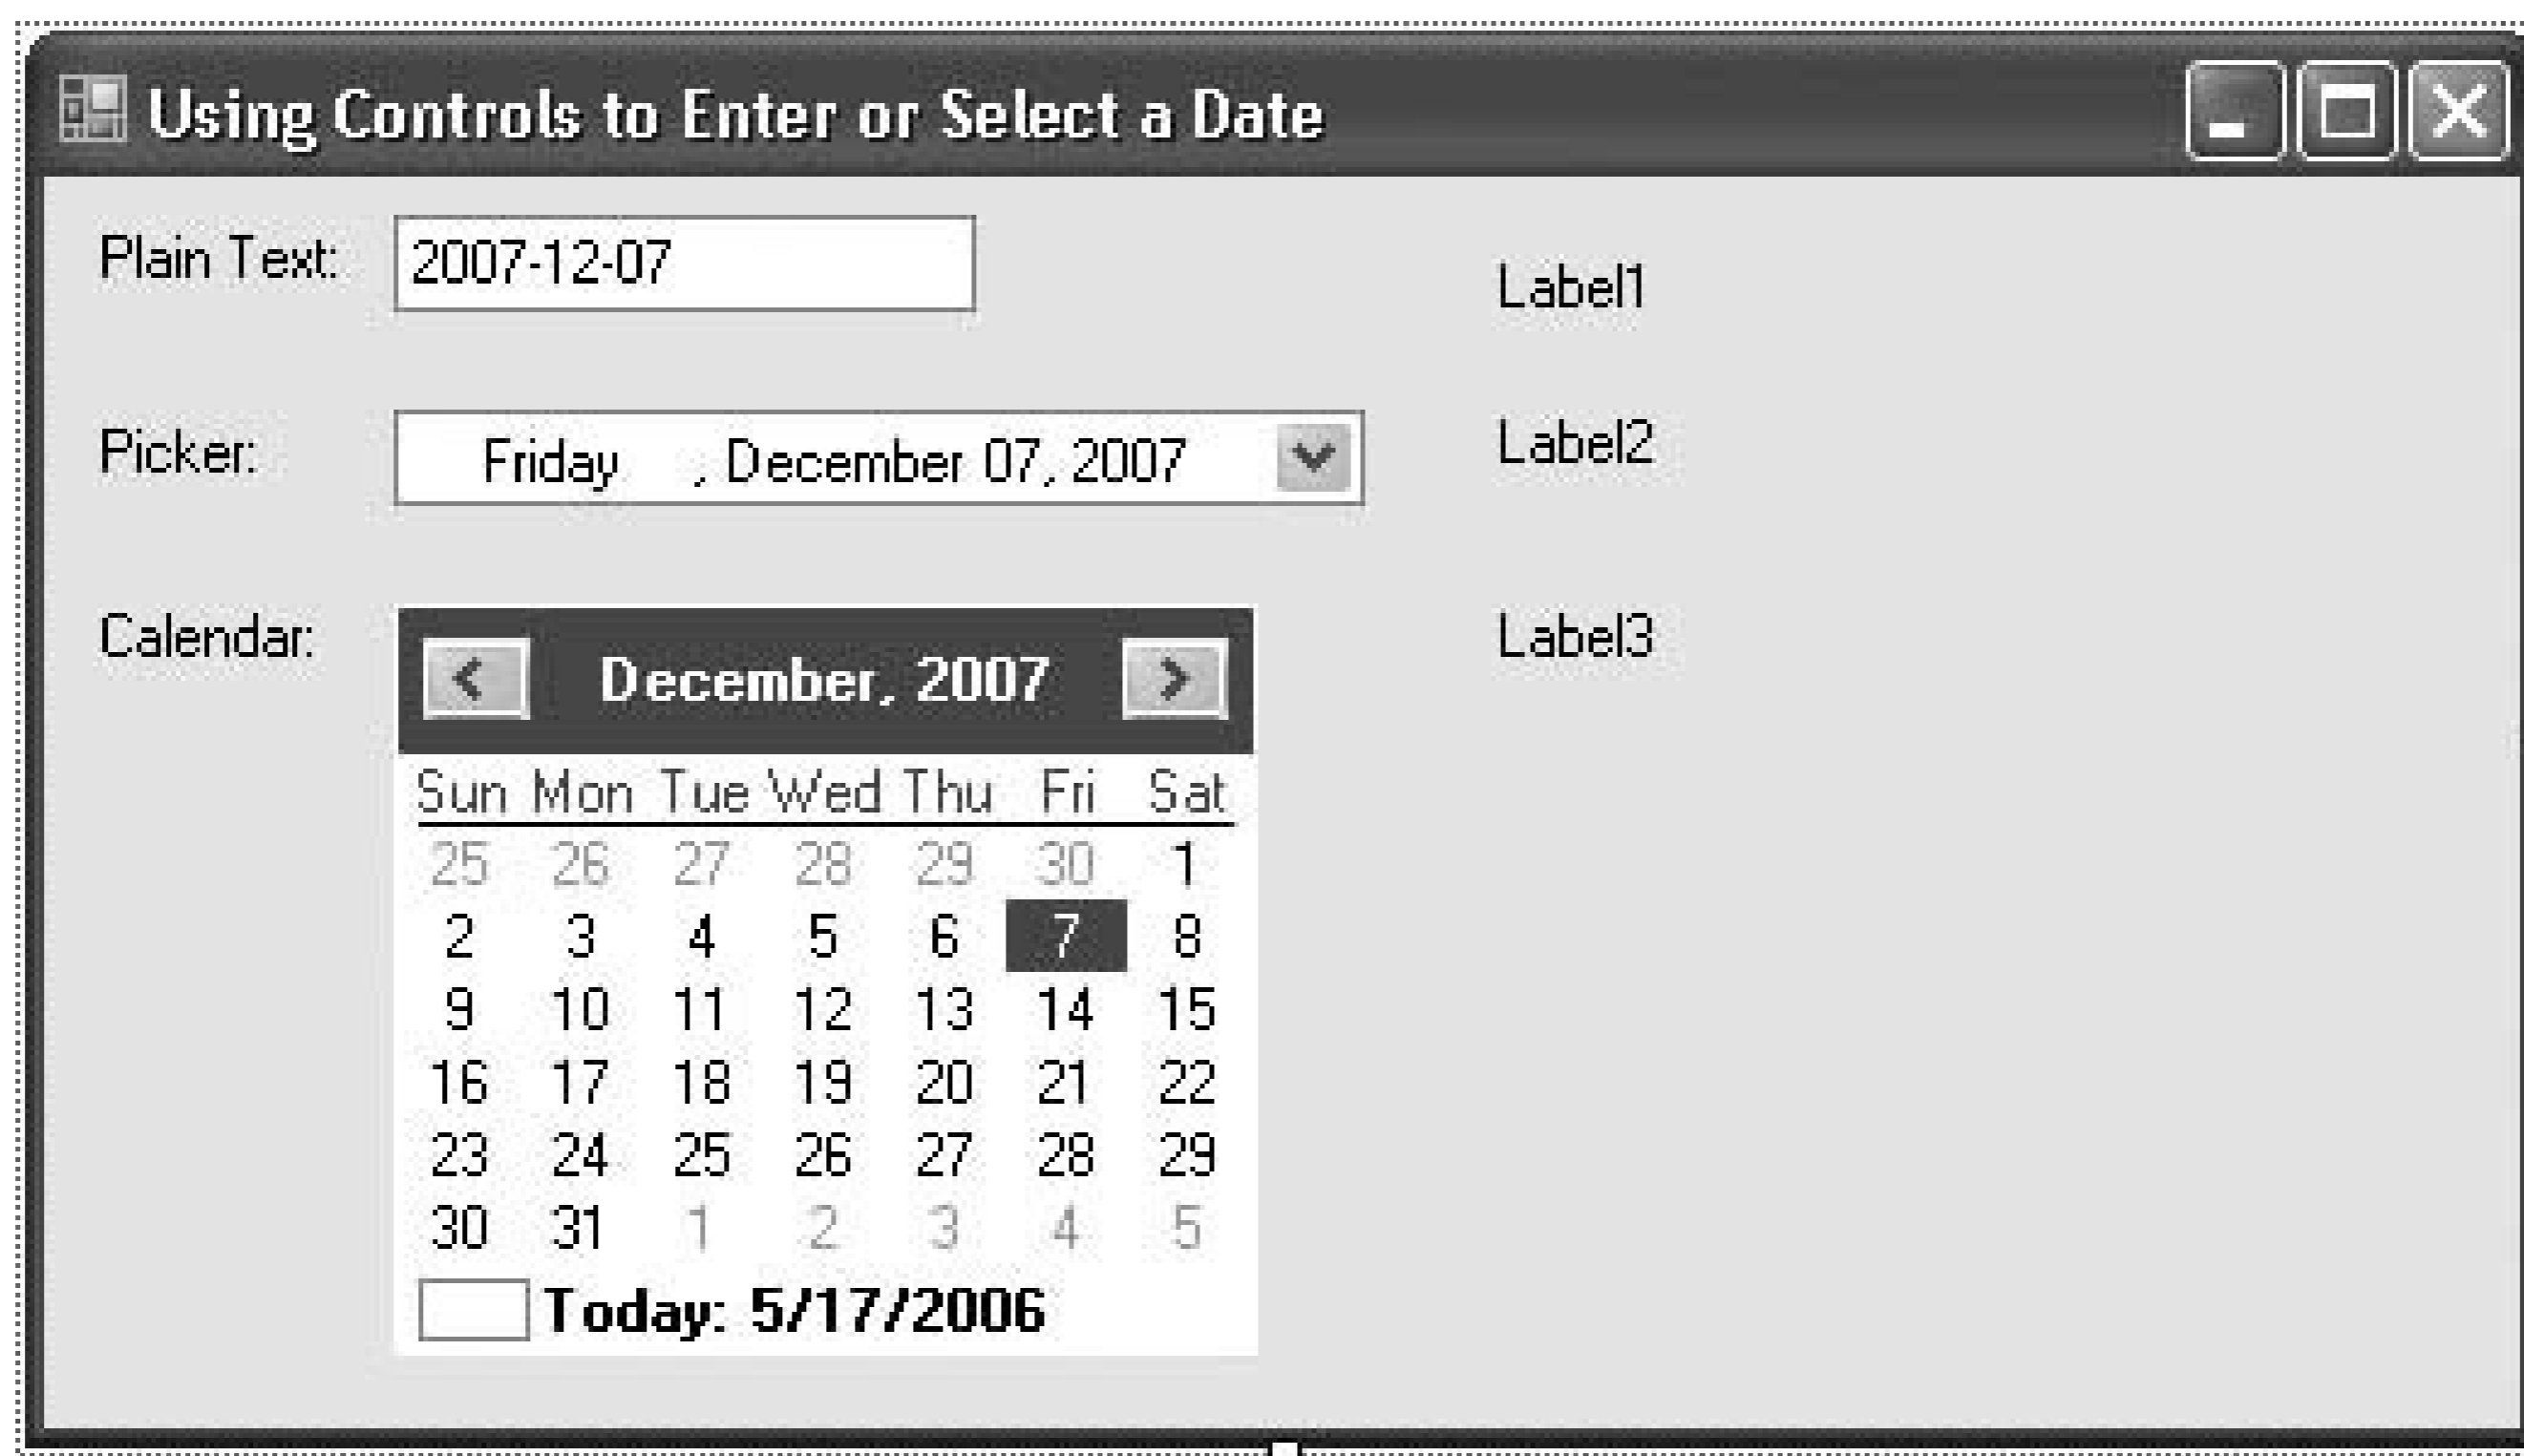 Using Controls to Enter or Select a Date
Plain Text: 2007-12-07 Label1
Picker: Friday , December 07, 2007 Label2
Calendar: December, 2007 Label3
Sun Mon Tue Wed Thu Fri Sat
25 26 27 28 29 30 1
2 3 4 5 6 7 8
9 10 11 12 13 14 15
16 17 18 19 20 21 22
23 24 25 26 27 28 29
30 31 1 2 3 4 5
Today: 5/17/2006